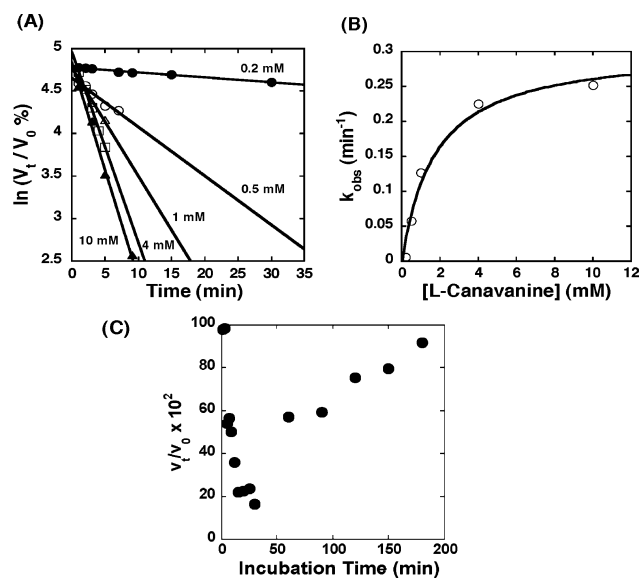 (A)
ln (Vt / V0 %)
5
4.5
4
3.5
3
2.5
0.2 mM
0.5 mM
1 mM
4 mM
10 mM
0 5 10 15 20 25 30 35
Time (min)
(B)
kobs (min-1)
0.3
0.25
0.2
0.15
0.1
0.05
0
0 2 4 6 8 10 12
[L-Canavanine] (mM)
(C)
vt/v0 x 10²
100
80
60
40
20
0
0 50 100 150 200
Incubation Time (min)